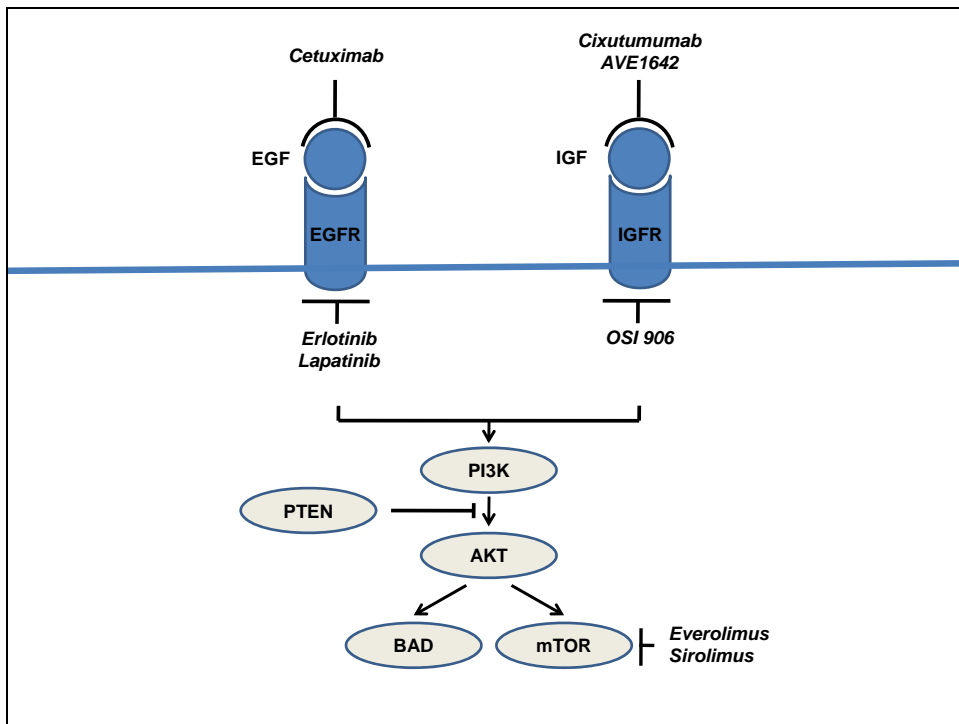 Cetuximab
Cixutumumab
AVE1642
EGF
IGF
EGFR
IGFR
Erlotinib
Lapatinib
OSI 906
PI3K
PTEN
AKT
BAD
mTOR
Everolimus
Sirolimus